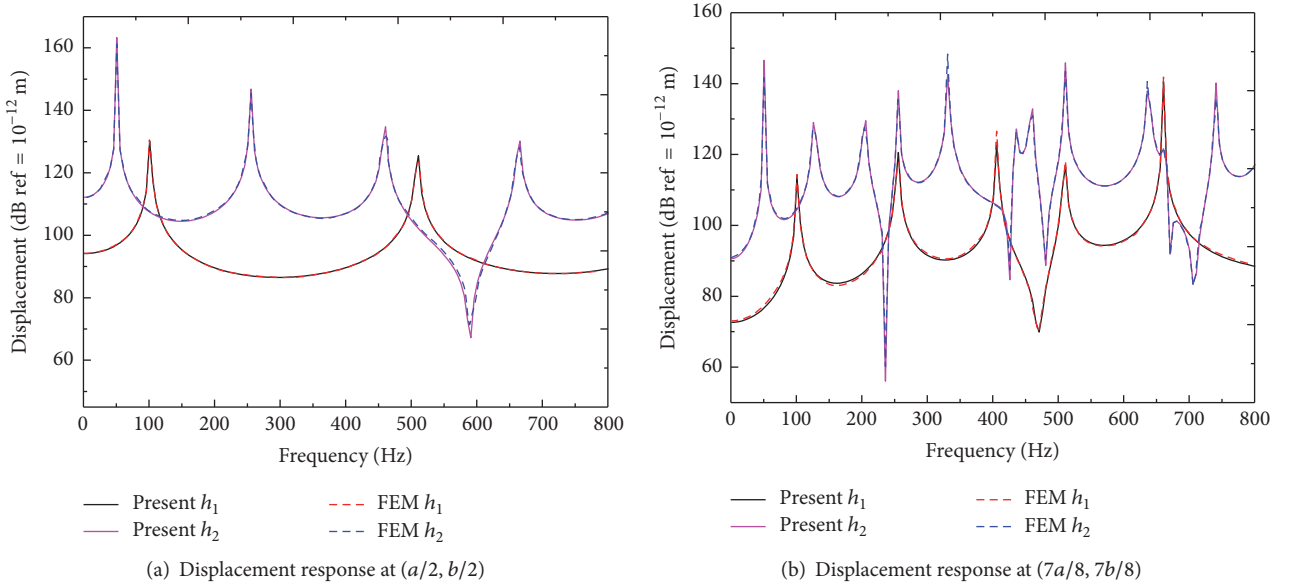 Displacement (dB ref = 10⁻¹² m)
160
140
120
100
80
60
0 100 200 300 400 500 600 700 800
Frequency (Hz)
Present h₁ FEM h₁
Present h₂ FEM h₂
(a) Displacement response at (a/2, b/2)
Displacement (dB ref = 10⁻¹² m)
160
140
120
100
80
60
0 100 200 300 400 500 600 700 800
Frequency (Hz)
Present h₁ FEM h₁
Present h₂ FEM h₂
(b) Displacement response at (7a/8, 7b/8)